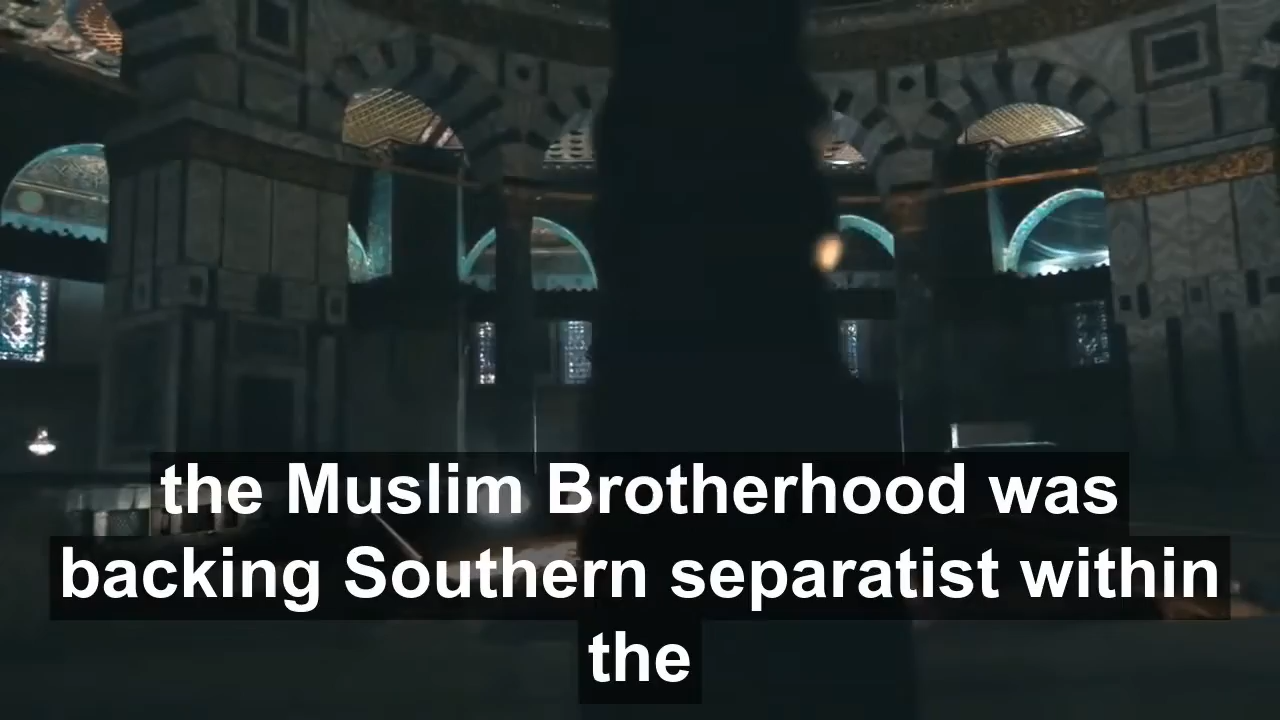 the Muslim Brotherhood was
backing Southern separatist within
the